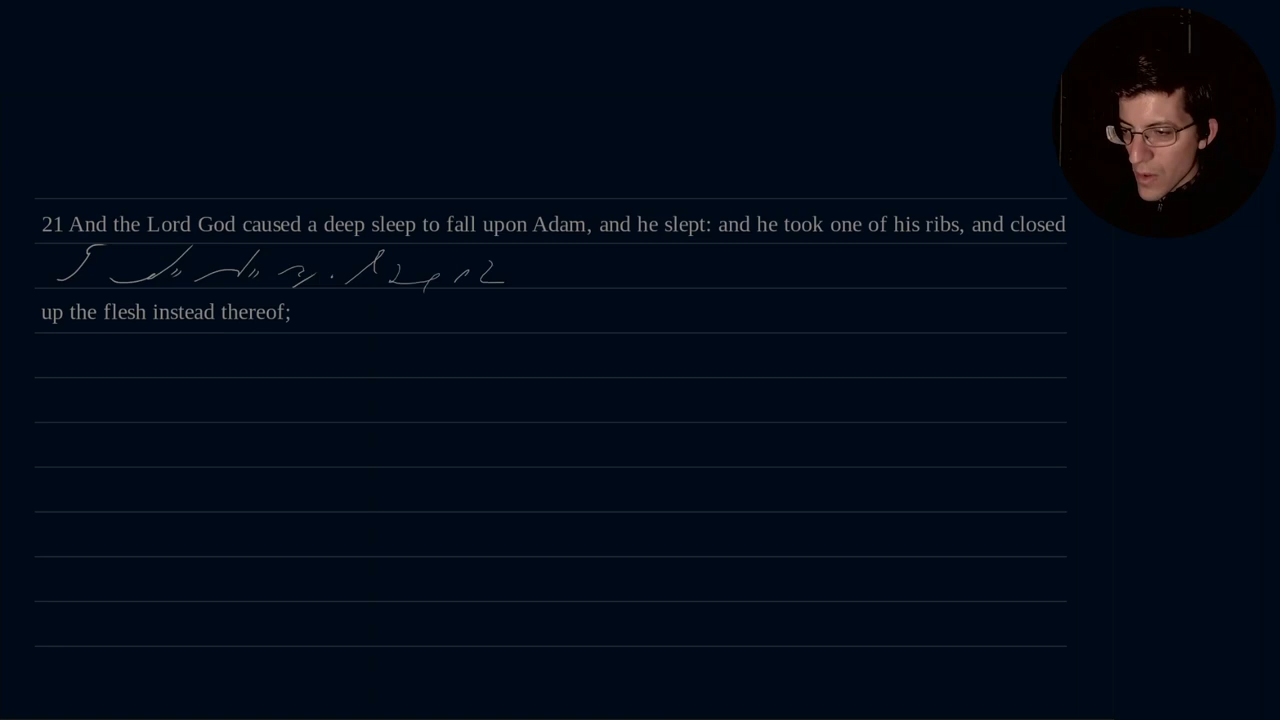 21 And the Lord God caused a deep sleep to fall upon Adam, and he slept: and he took one of his ribs, and closed
up the flesh instead thereof;